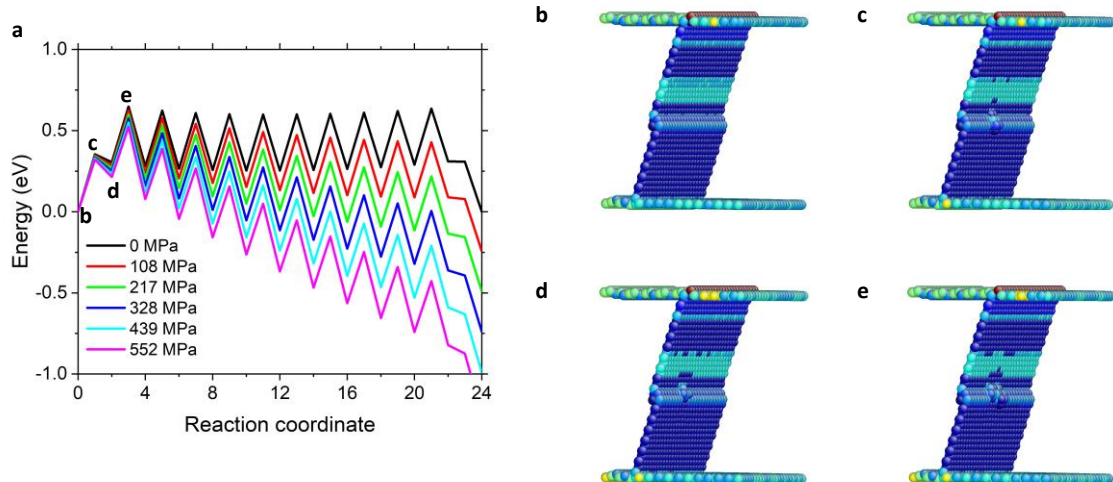 a
b
c
1.0
0.5
0.0
-0.5
-1.0
Energy (eV)
e
c
d
b
0 MPa
108 MPa
217 MPa
328 MPa
439 MPa
552 MPa
0 4 8 12 16 20 24
Reaction coordinate
d
e